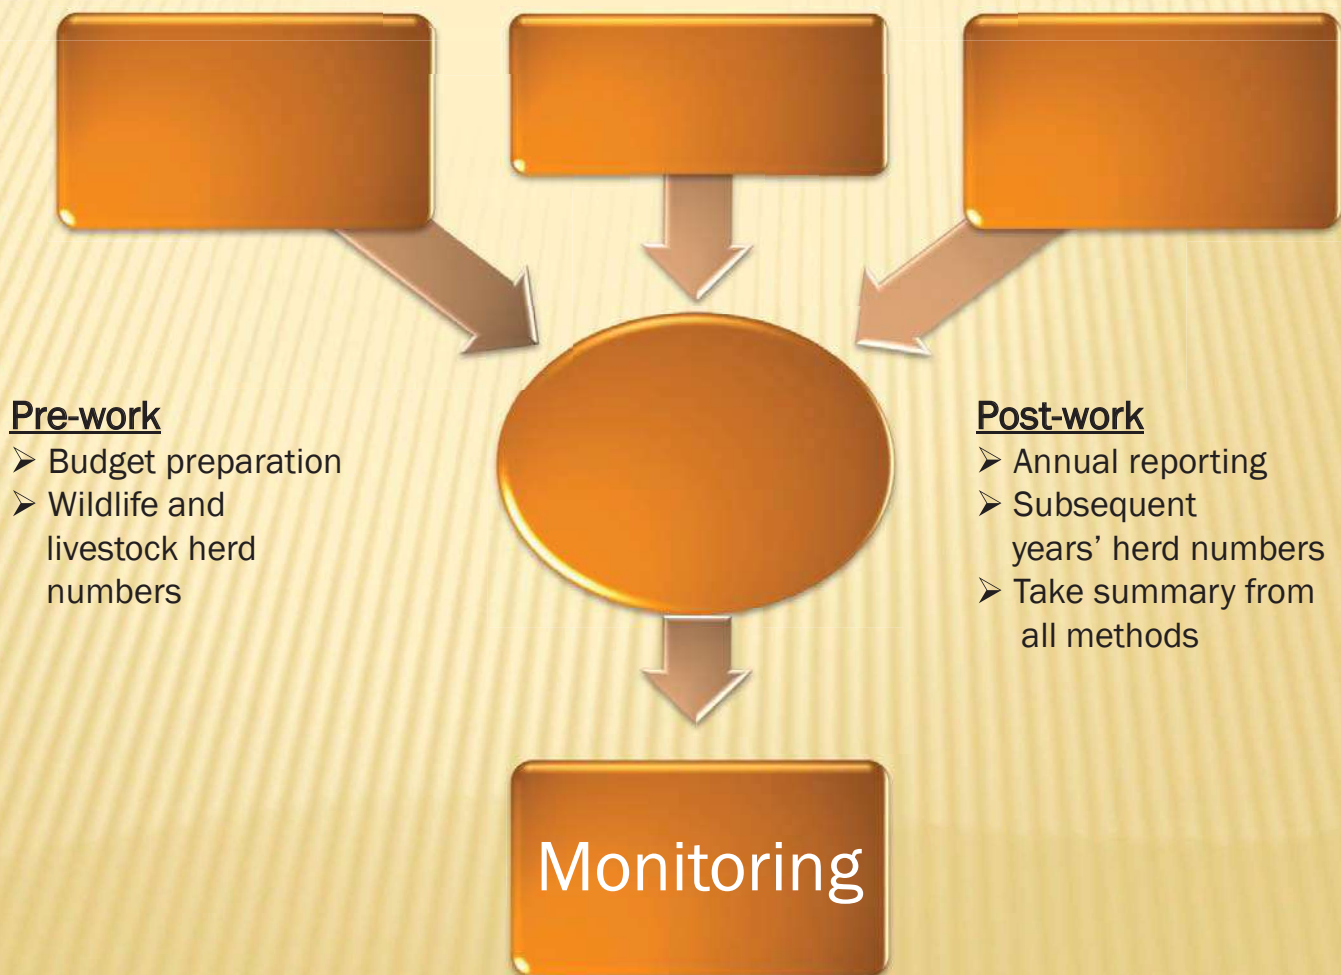 Pre-work
➢ Budget preparation
➢ Wildlife and
livestock herd
numbers
Post-work
➢ Annual reporting
➢ Subsequent
years’ herd numbers
➢ Take summary from
all methods
Monitoring